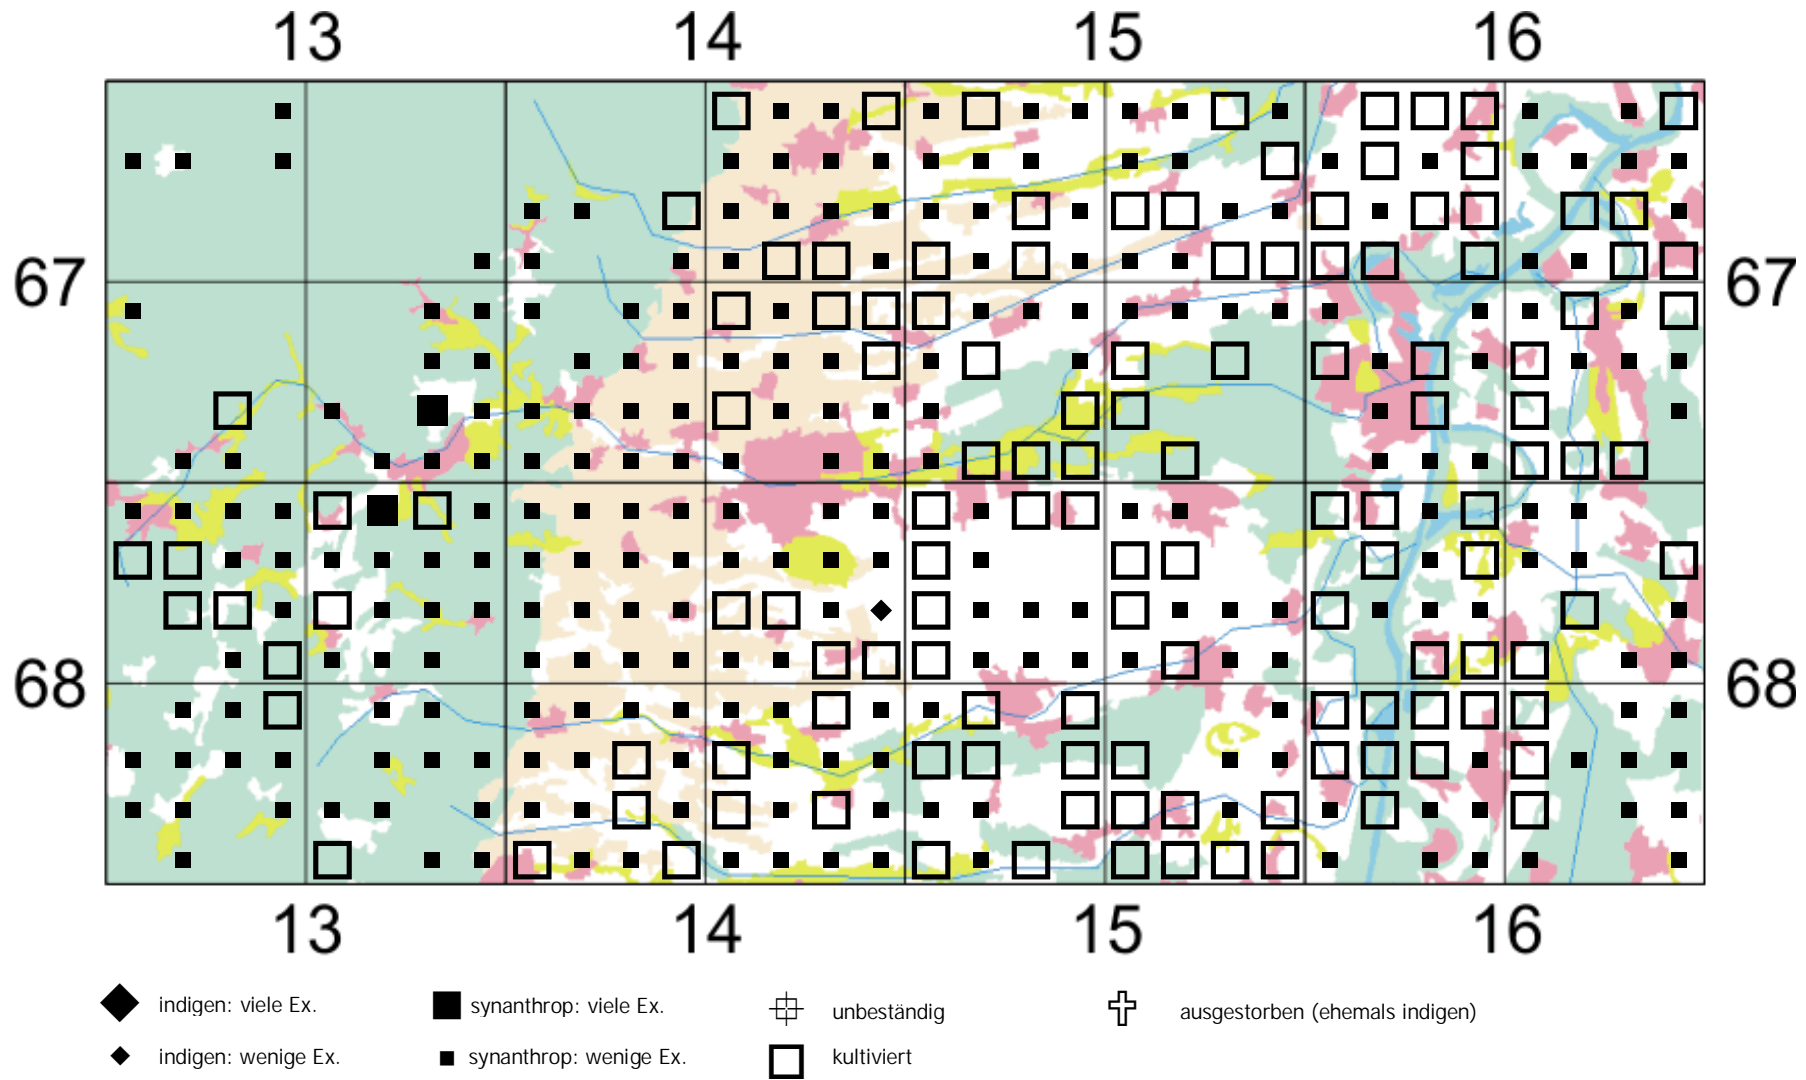 13 14 15 16
67 67
68 68
13 14 15 16
indigen: viele Ex. synanthrop: viele Ex. unbeständig ausgestorben (ehemals indigen)
indigen: wenige Ex. synanthrop: wenige Ex. kultiviert